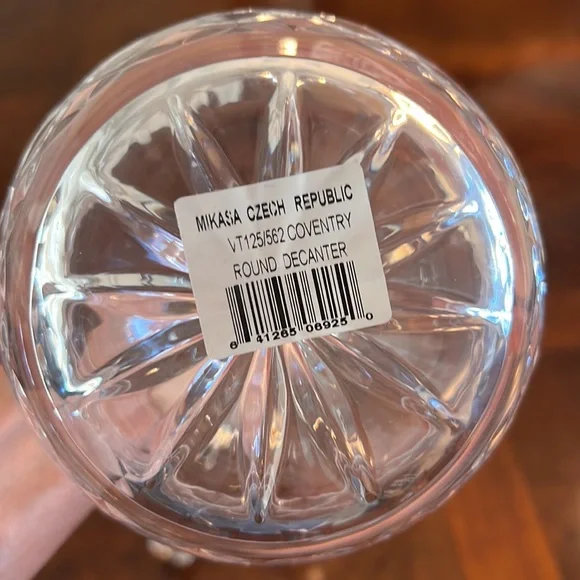 MIKASA CZECH REPUBLIC
VT125/562 COVENTRY
ROUND DECANTER
6 41265 06925 0